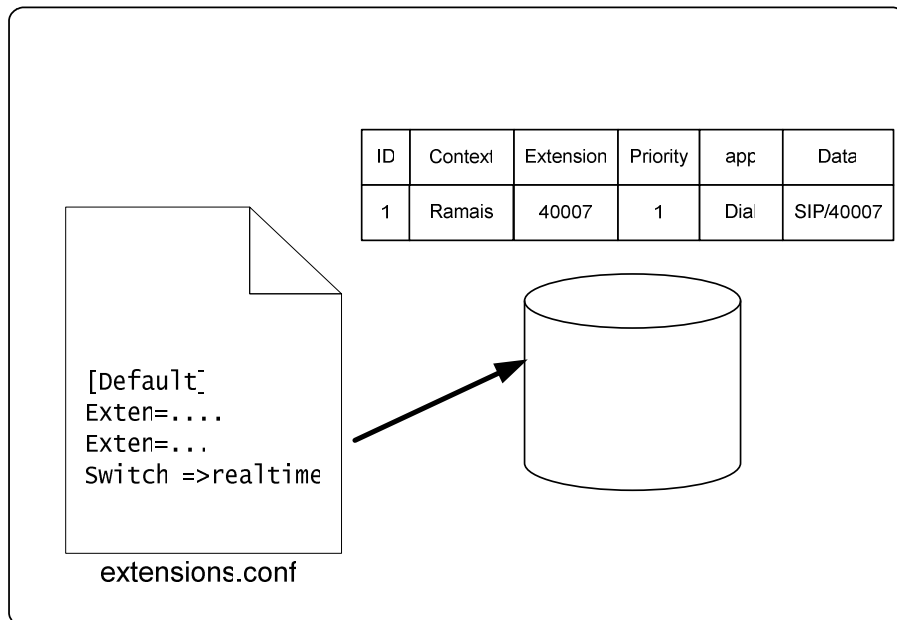 ID Context Extension Priority app Data
1 Ramais 40007 1 Dial SIP/40007
[Default]
Exten=....
Exten=...
Switch =>realtime
extensions.conf